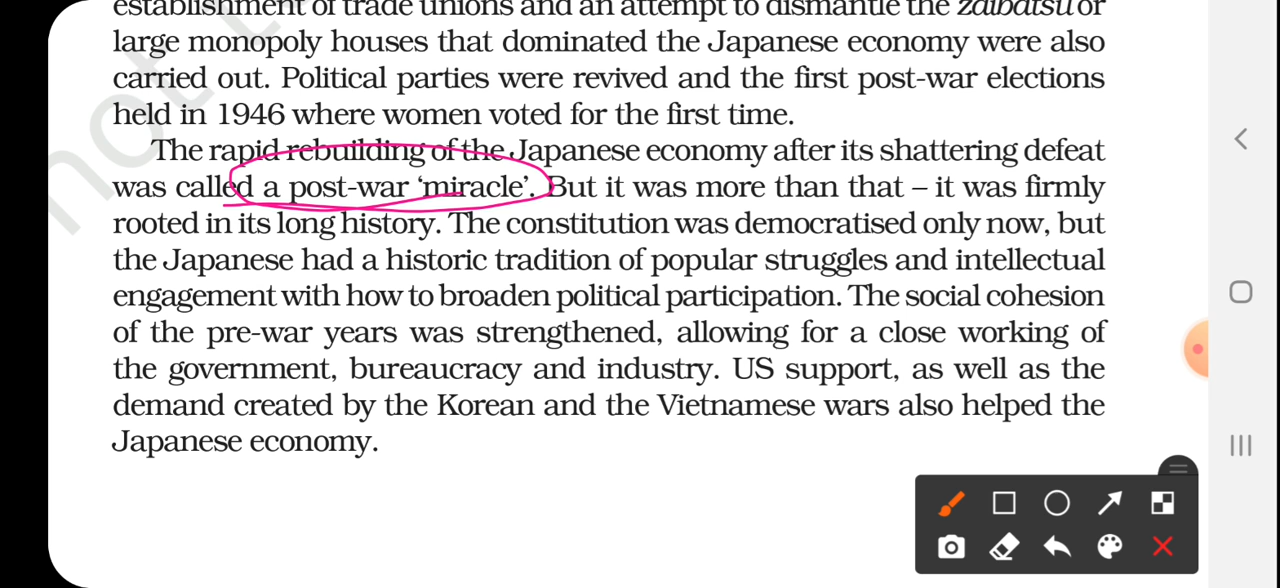 establishment of trade unions and an attempt to dismantle the zaibatsu or
large monopoly houses that dominated the Japanese economy were also
carried out. Political parties were revived and the first post-war elections
held in 1946 where women voted for the first time.
The rapid rebuilding of the Japanese economy after its shattering defeat
was called a post-war ‘miracle’. But it was more than that – it was firmly
rooted in its long history. The constitution was democratised only now, but
the Japanese had a historic tradition of popular struggles and intellectual
engagement with how to broaden political participation. The social cohesion
of the pre-war years was strengthened, allowing for a close working of
the government, bureaucracy and industry. US support, as well as the
demand created by the Korean and the Vietnamese wars also helped the
Japanese economy.
not